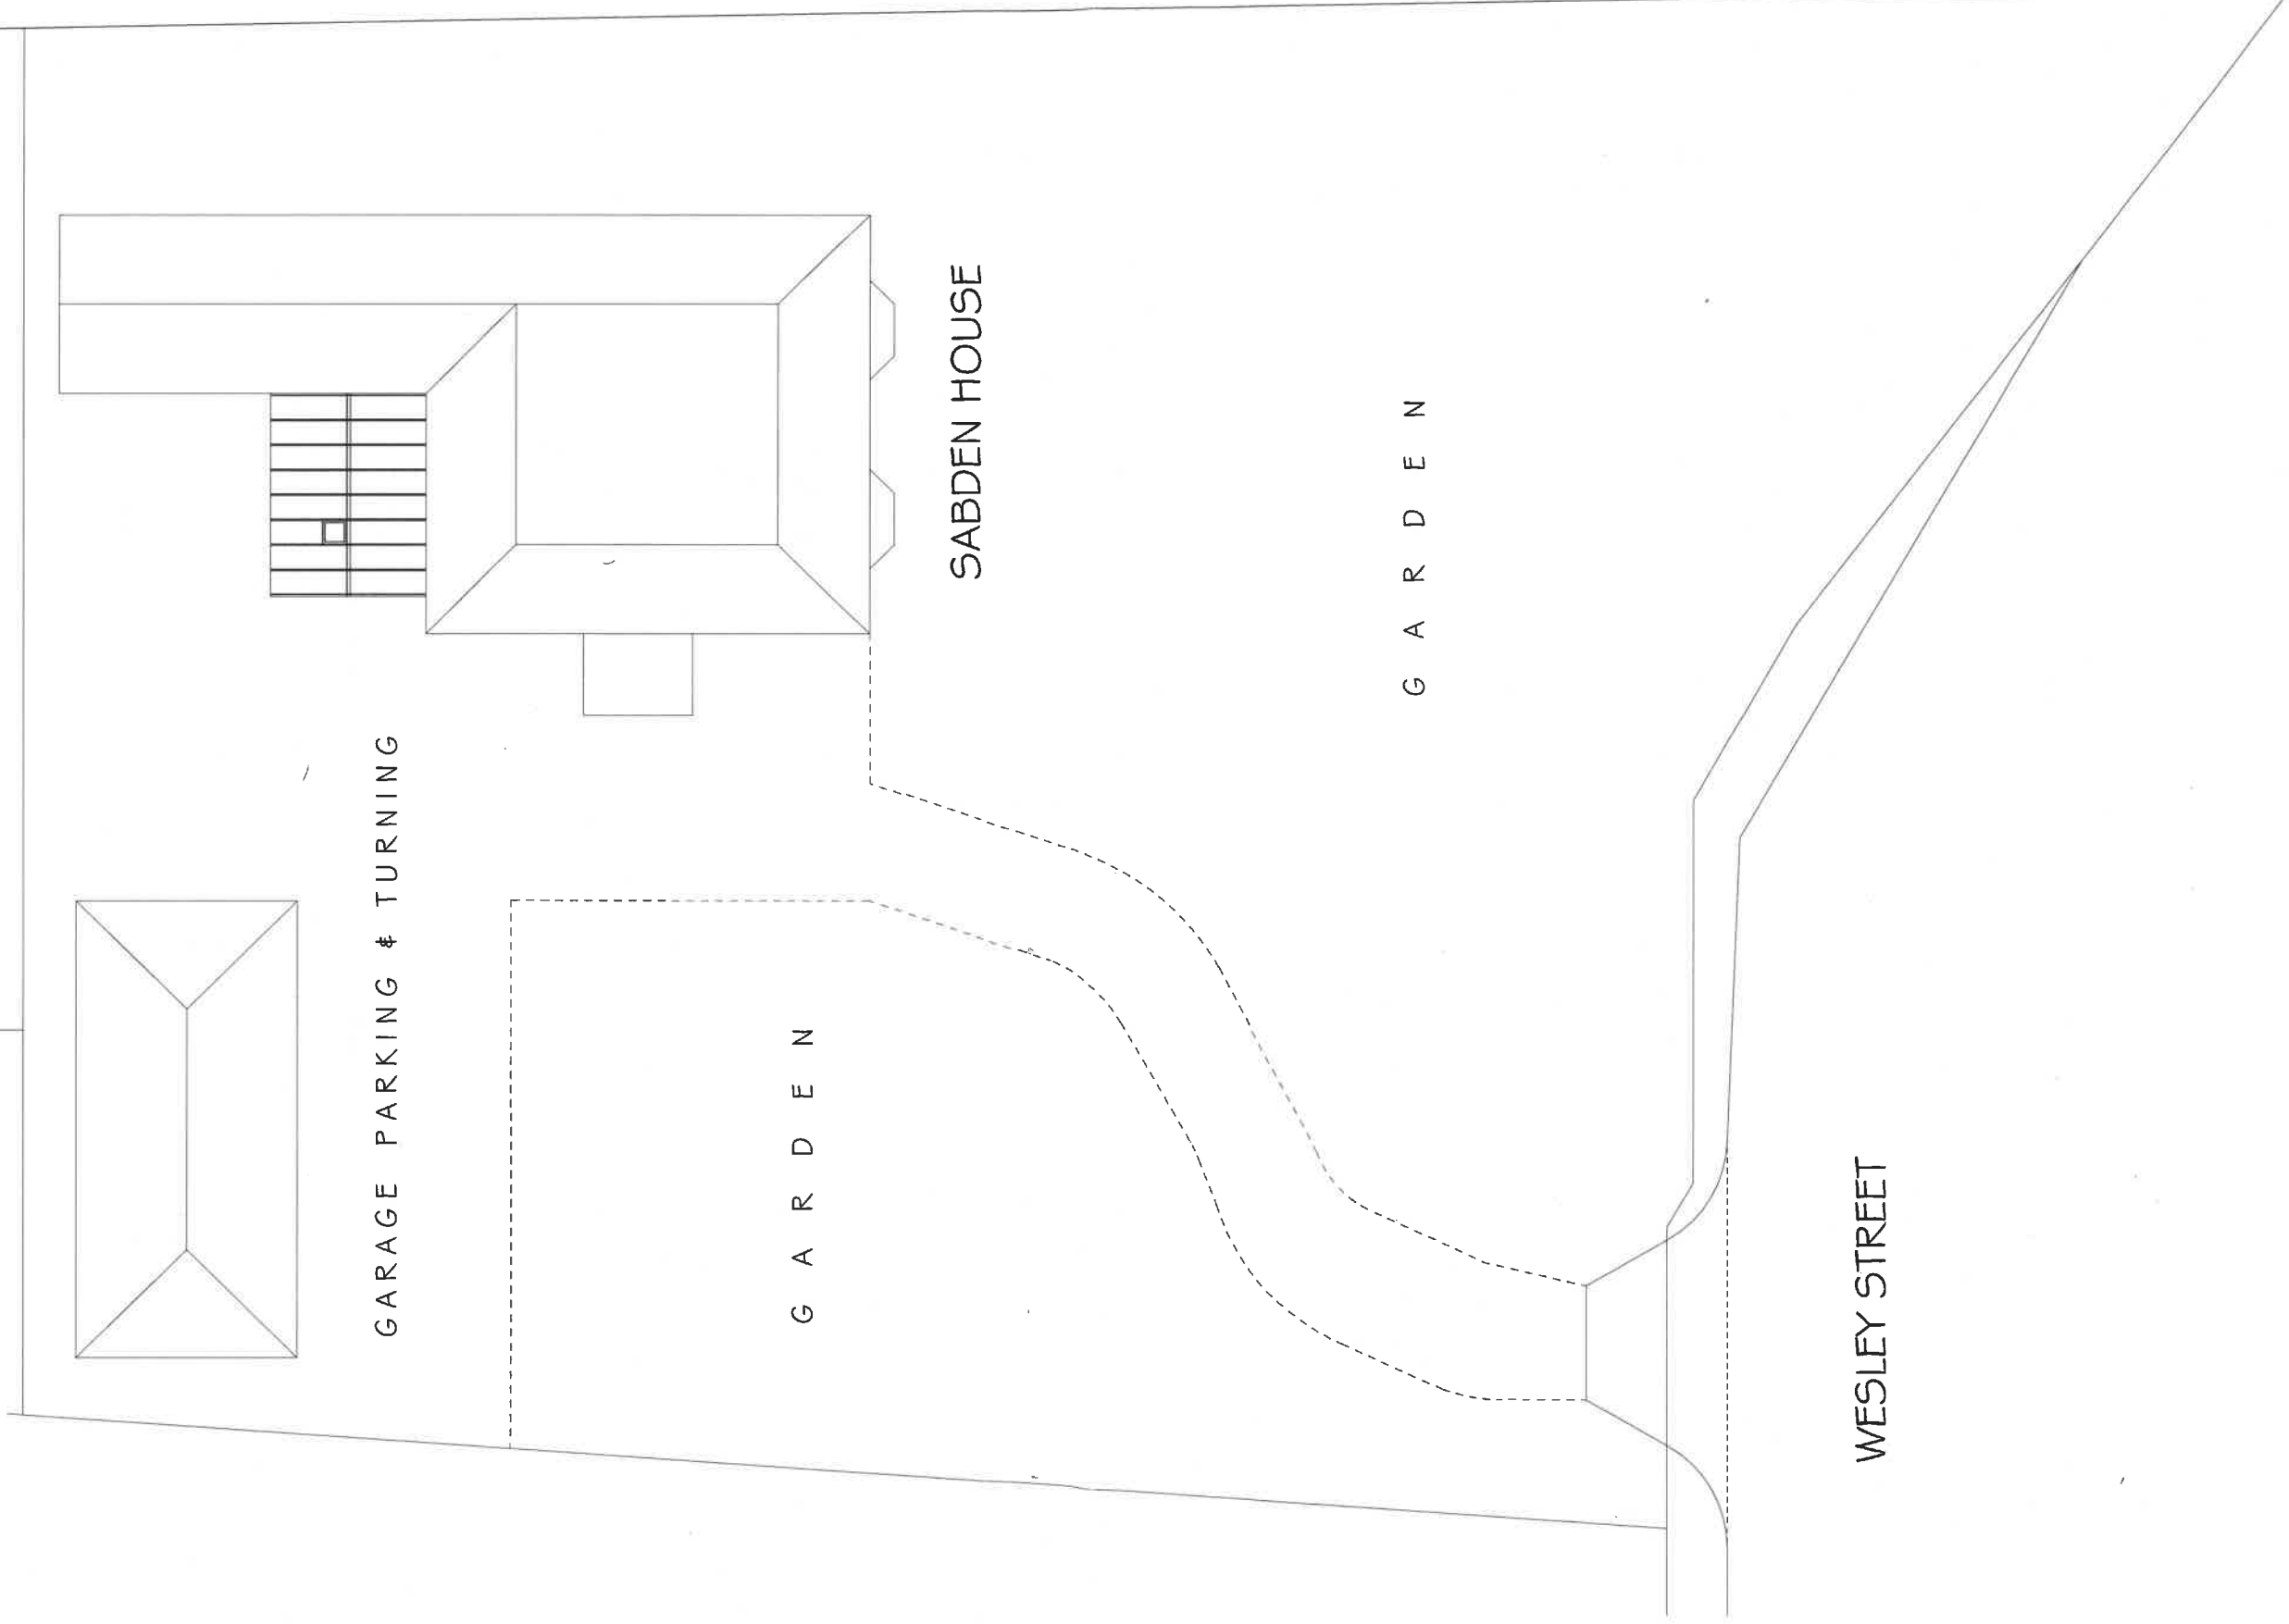 GARAGE PARKING & TURNING
GARDEN
SABDEN HOUSE
GARDEN
WESLEY STREET